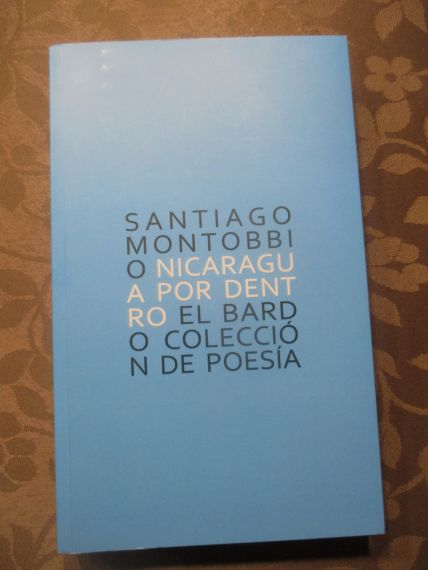 SANTIAGO
MONTOBBI
O NICARAGU
A POR DENT
RO EL BARD
O COLECCIÓ
N DE POESÍA